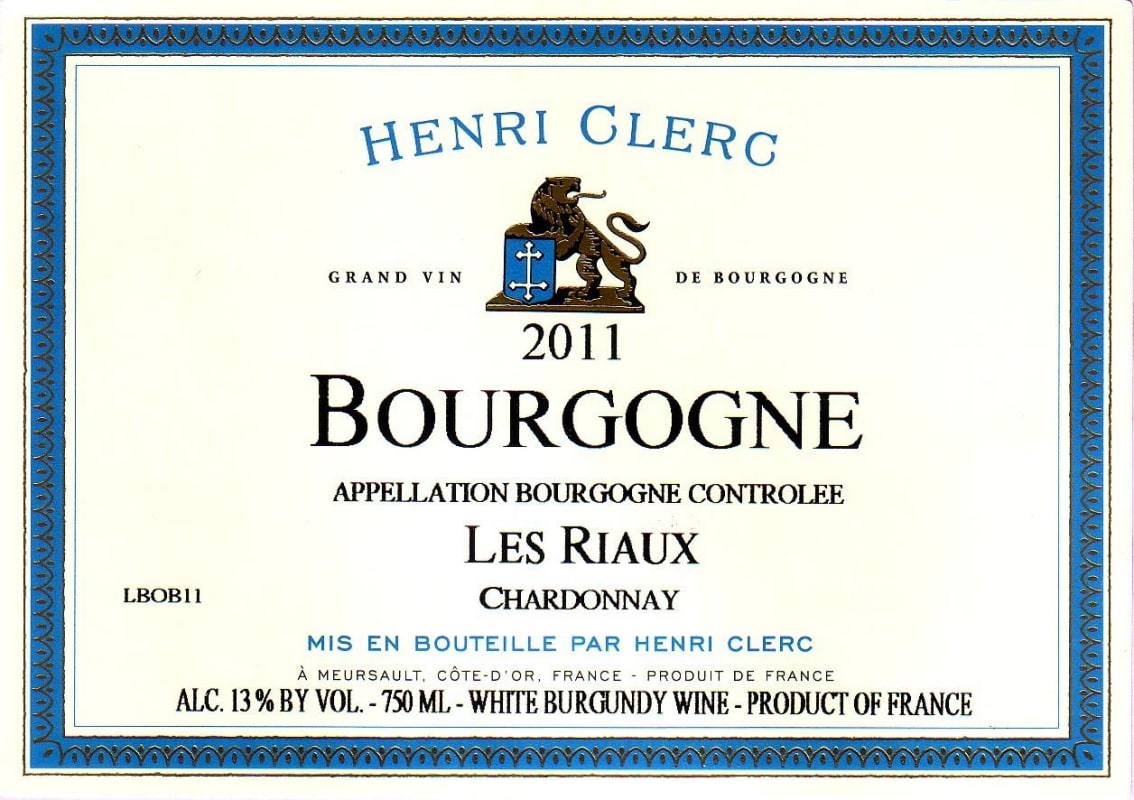 HENRI CLERC
GRAND VIN DE BOURGOGNE
2011
BOURGOGNE
APPELLATION BOURGOGNE CONTROLEE
LES RIAUX
LBOB11 CHARDONNAY
MIS EN BOUTEILLE PAR HENRI CLERC
À MEURSAULT, CÔTE-D'OR, FRANCE - PRODUIT DE FRANCE
ALC. 13% BY VOL. - 750 ML - WHITE BURGUNDY WINE - PRODUCT OF FRANCE